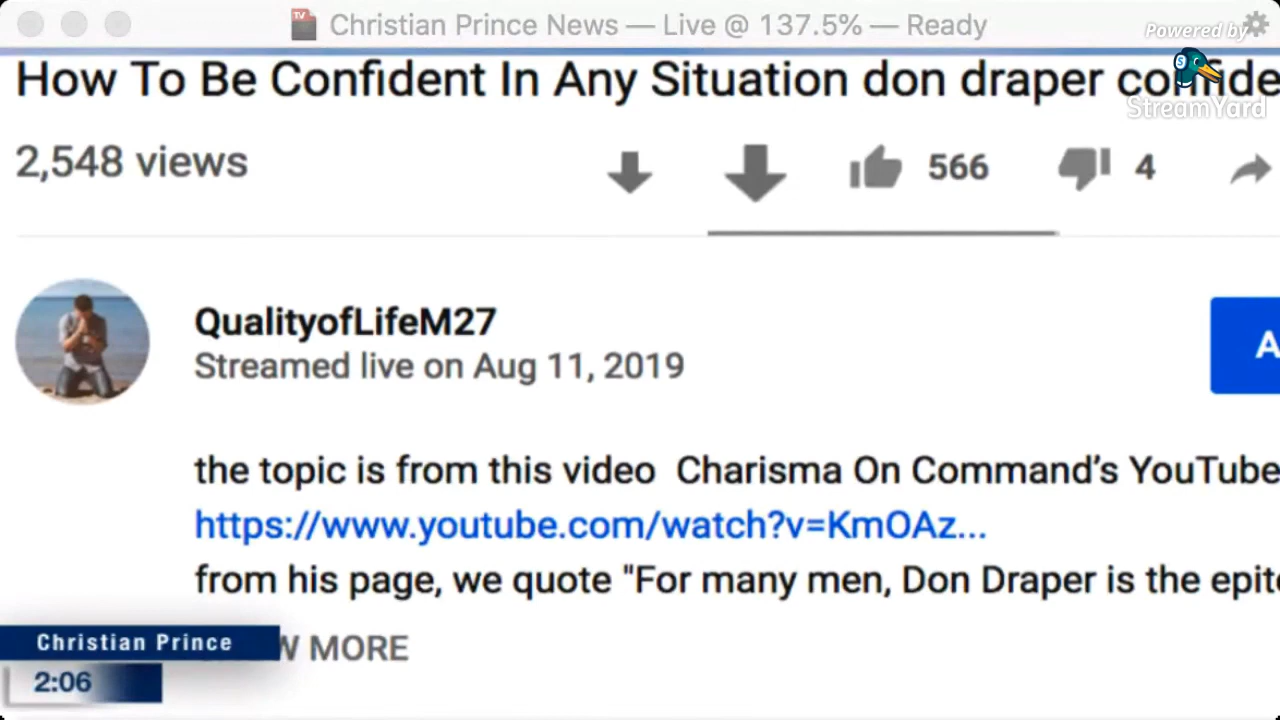 Christian Prince News — Live @ 137.5% — Ready
Powered by
StreamYard
How To Be Confident In Any Situation don draper confide
2,548 views
566
4
QualityofLifeM27
Streamed live on Aug 11, 2019
A
the topic is from this video Charisma On Command's YouTube
https://www.youtube.com/watch?v=KmOAz...
from his page, we quote "For many men, Don Draper is the epit
W MORE
Christian Prince
2:06